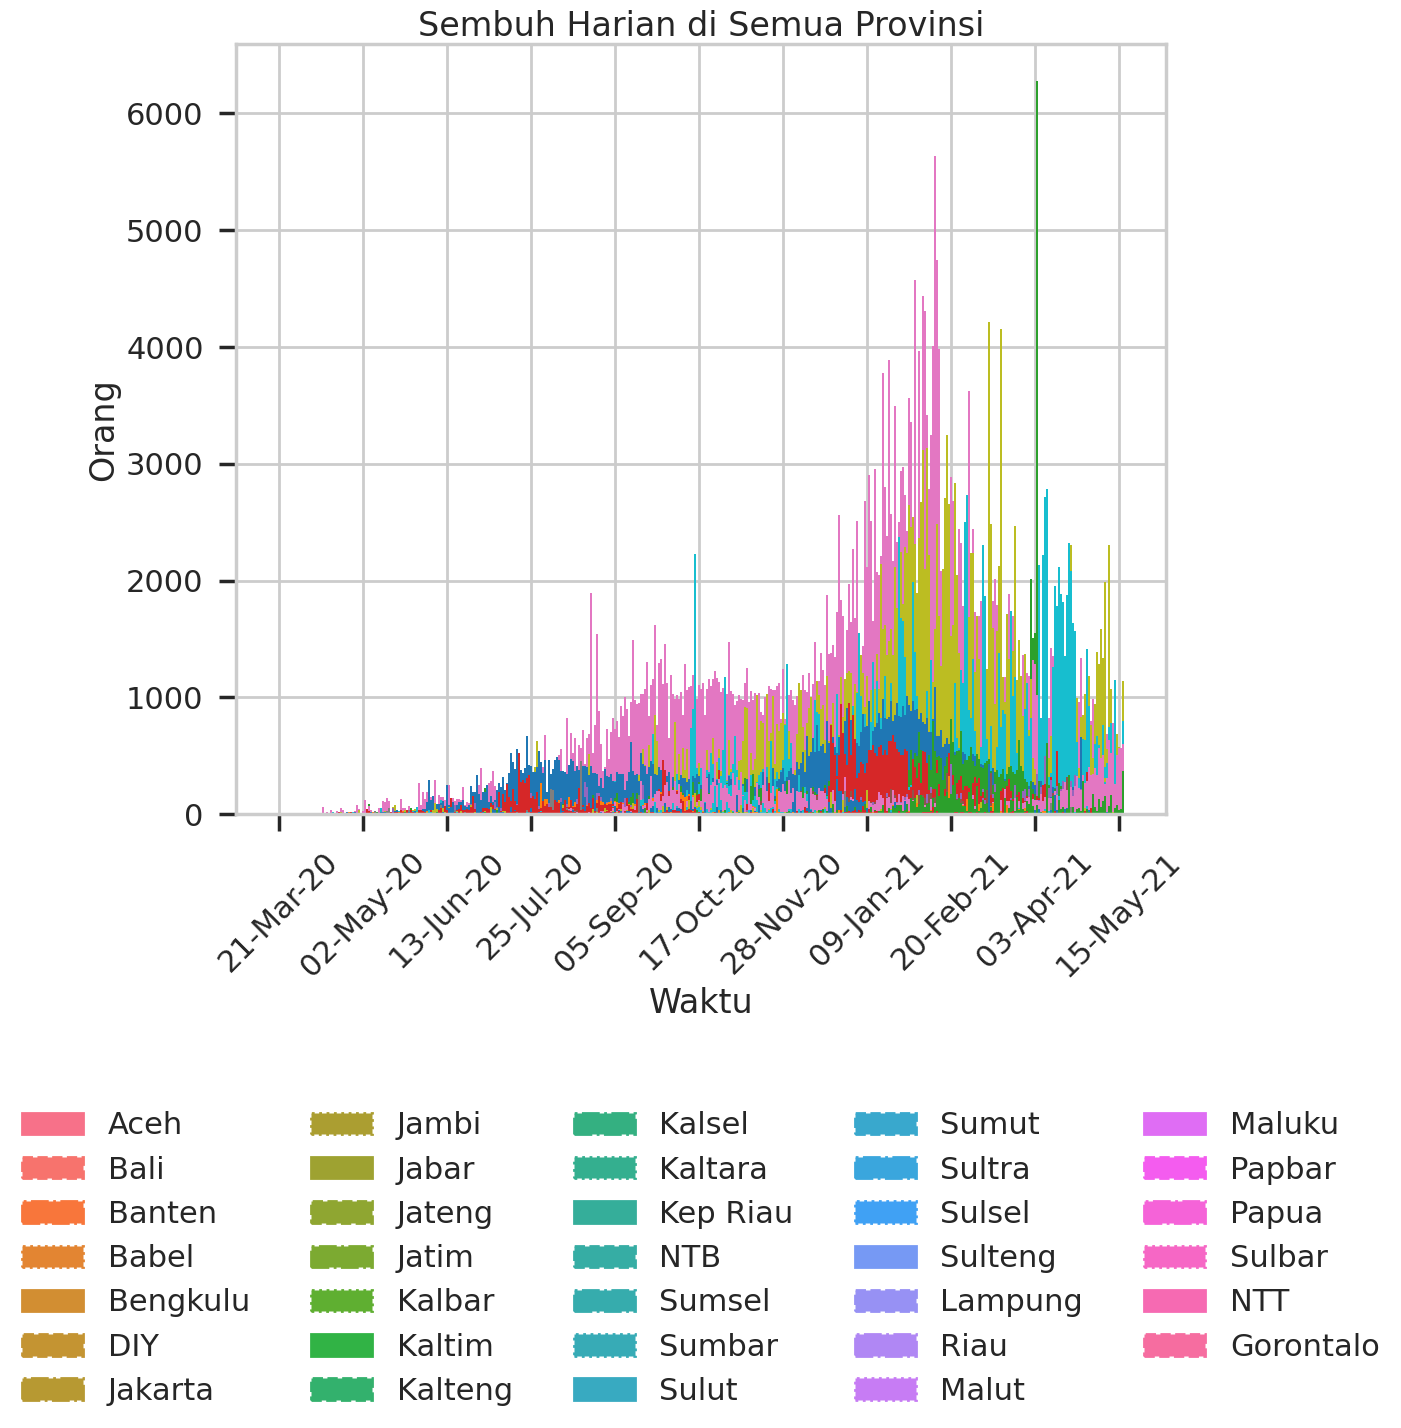 Sembuh Harian di Semua Provinsi
6000
5000
4000
3000
2000
1000
0
Orang
21-Mar-20
02-May-20
13-Jun-20
25-Jul-20
05-Sep-20
17-Oct-20
28-Nov-20
09-Jan-21
20-Feb-21
03-Apr-21
15-May-21
Waktu
Aceh
Bali
Banten
Babel
Bengkulu
DIY
Jakarta
Jambi
Jabar
Jateng
Jatim
Kalbar
Kaltim
Kalteng
Kalsel
Kaltara
Kep Riau
NTB
Sumsel
Sumbar
Sulut
Sumut
Sultra
Sulsel
Sulteng
Lampung
Riau
Malut
Maluku
Papbar
Papua
Sulbar
NTT
Gorontalo